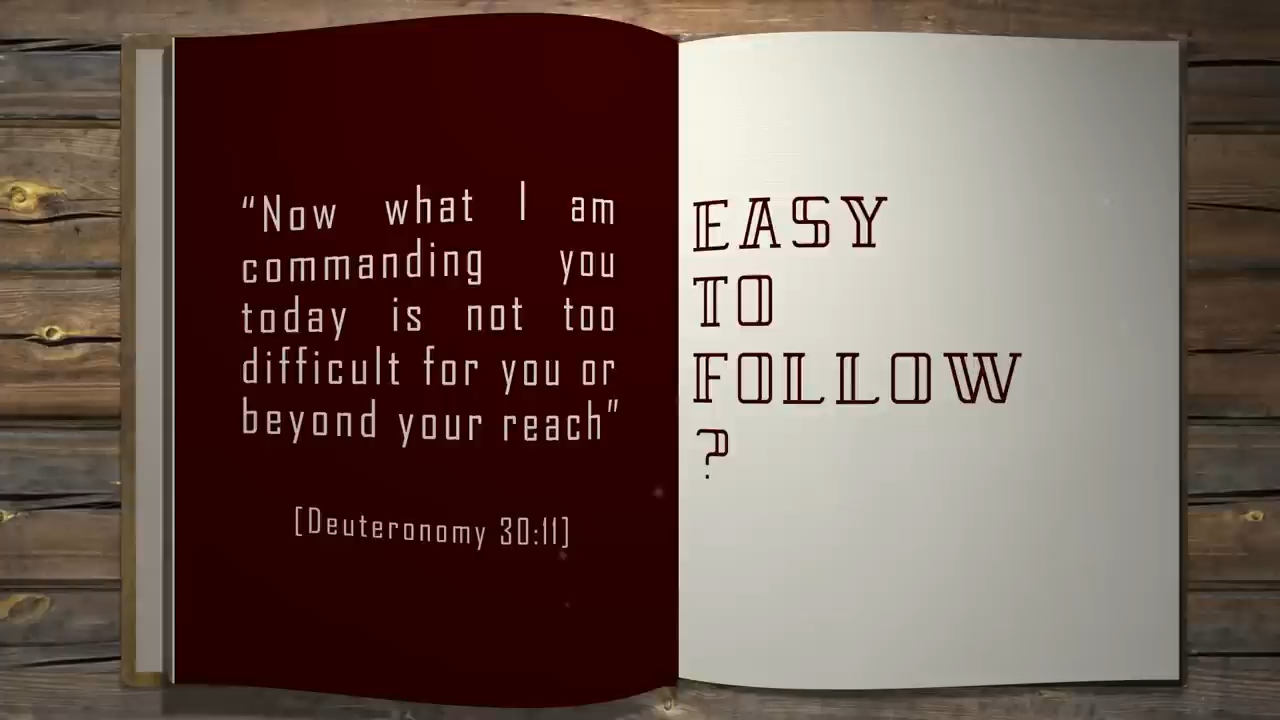 “Now what I am
commanding you
today is not too
difficult for you or
beyond your reach”
[Deuteronomy 30:11]
EASY
TO
FOLLOW
?